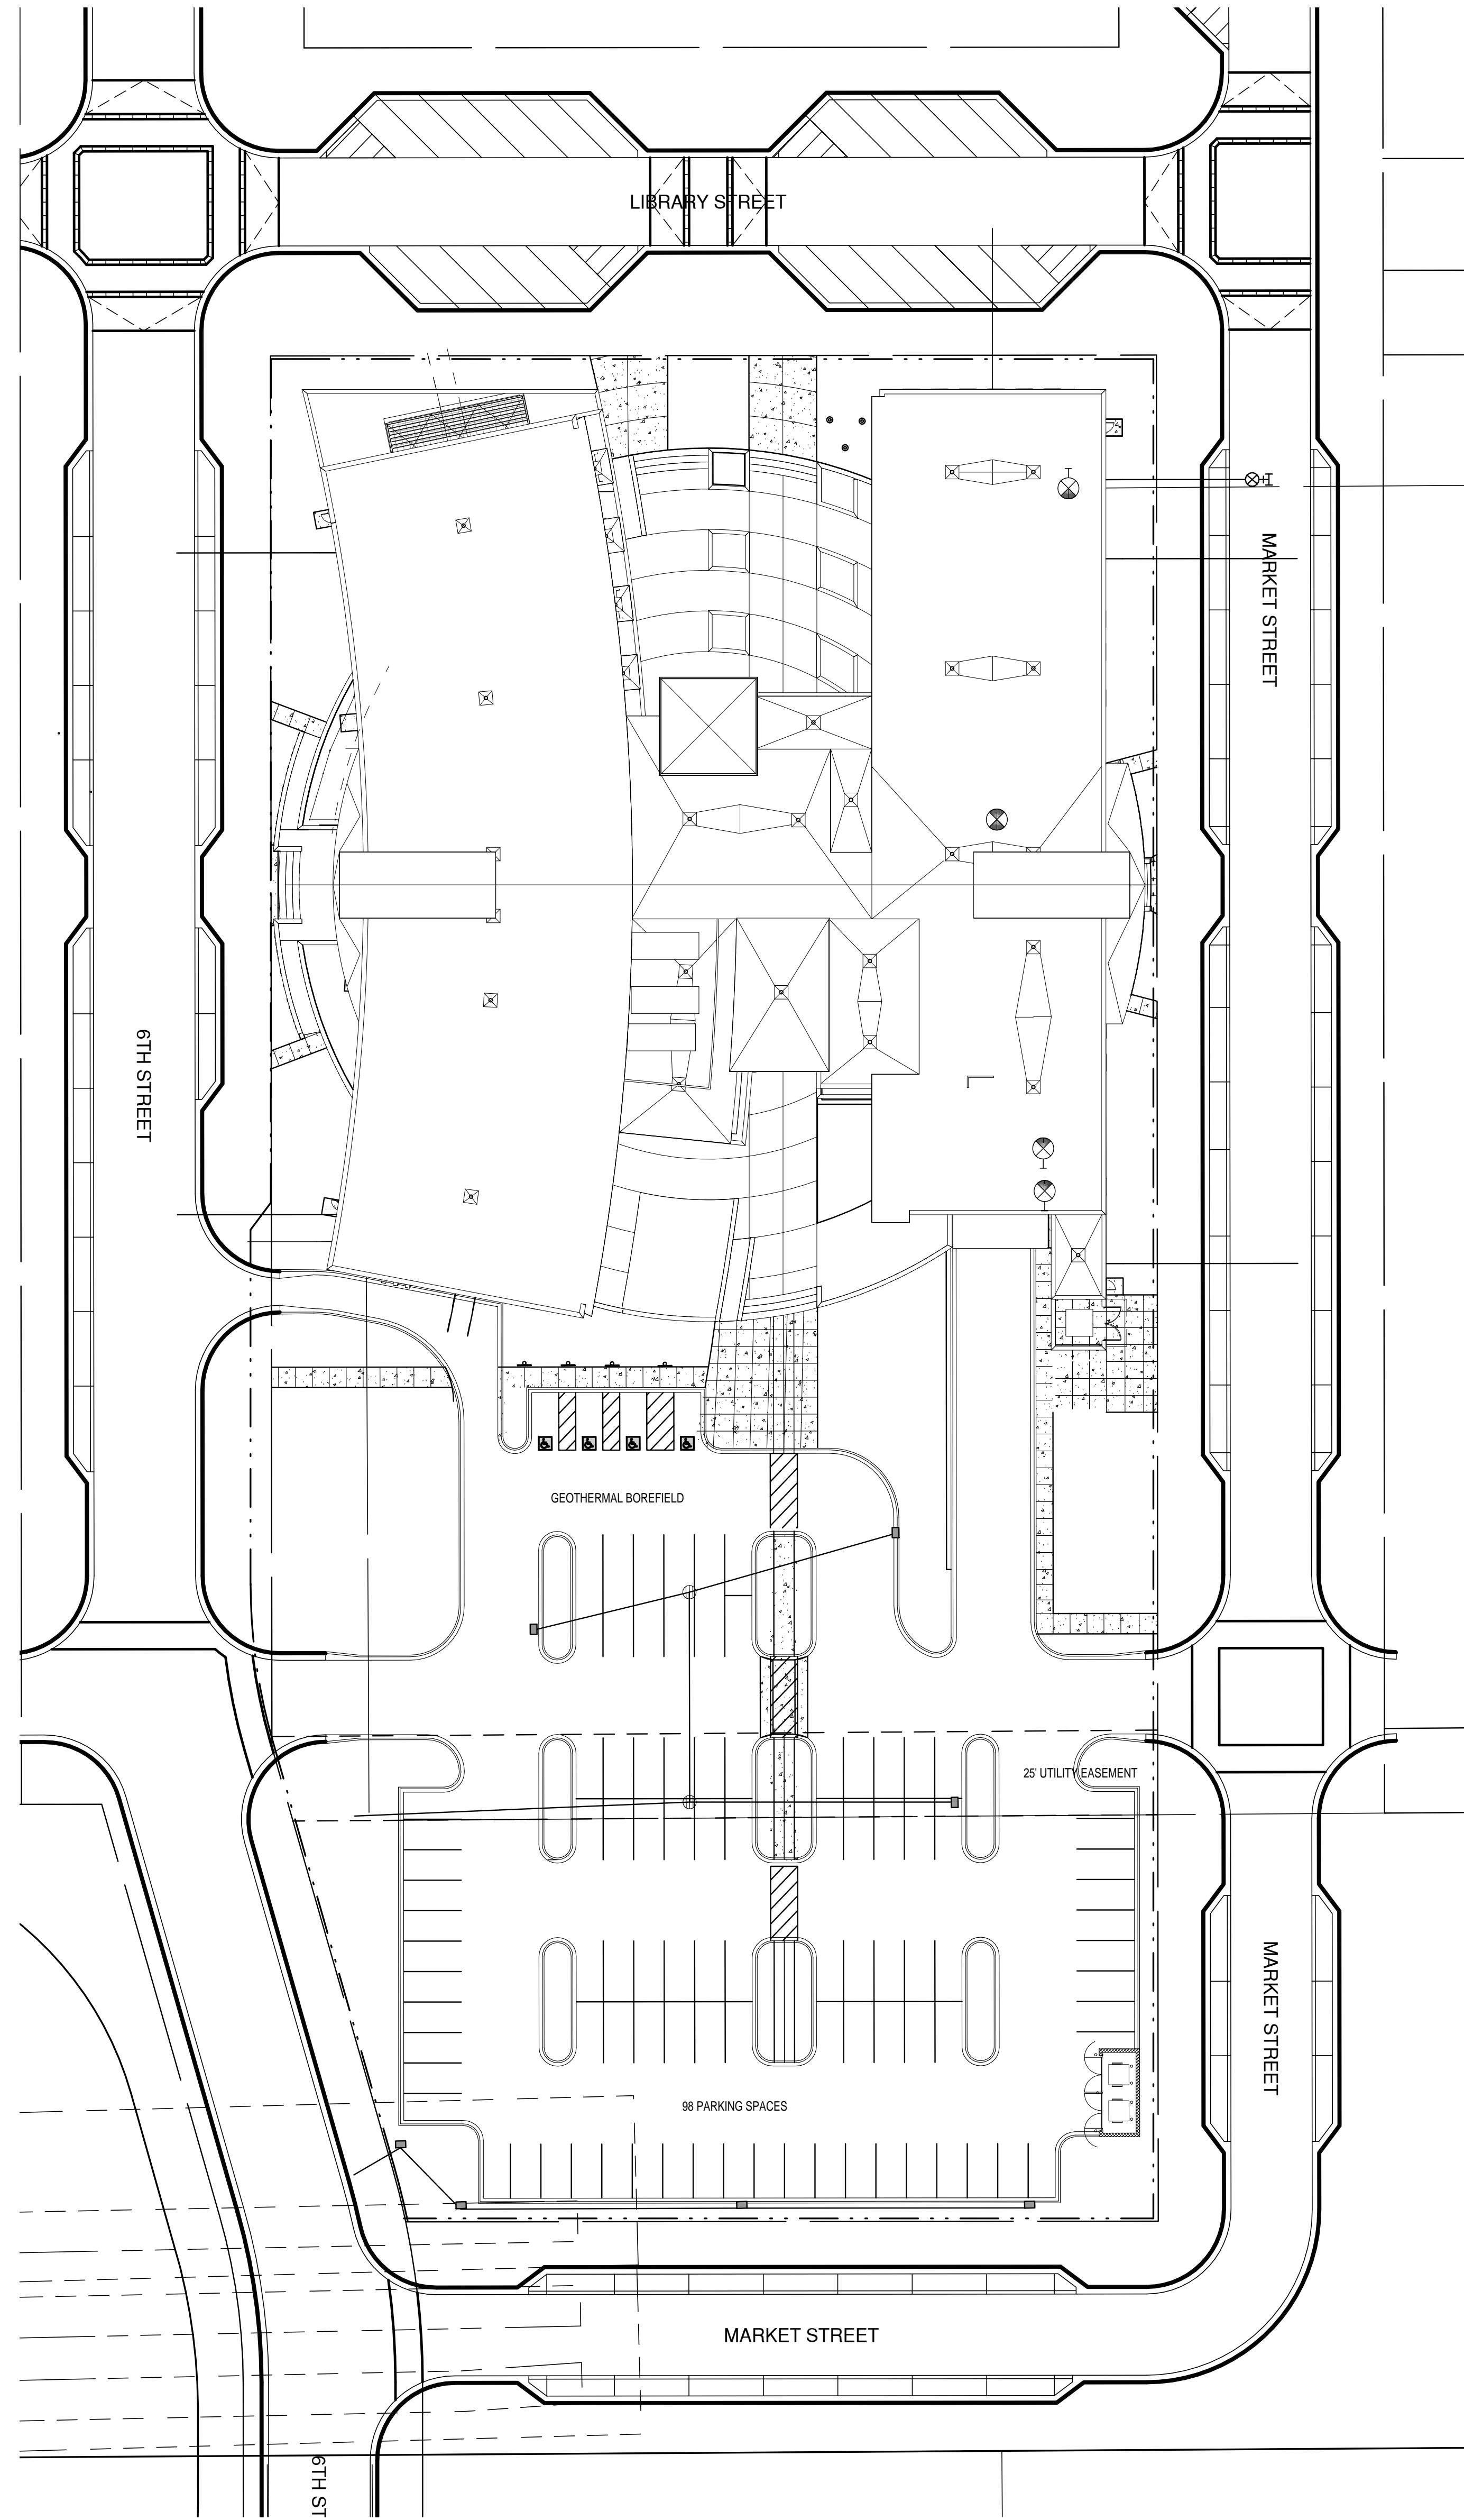 LIBRARY STREET
MARKET STREET
6TH STREET
GEOTHERMAL BOREFIELD
25' UTILITY EASEMENT
MARKET STREET
98 PARKING SPACES
MARKET STREET
6TH ST